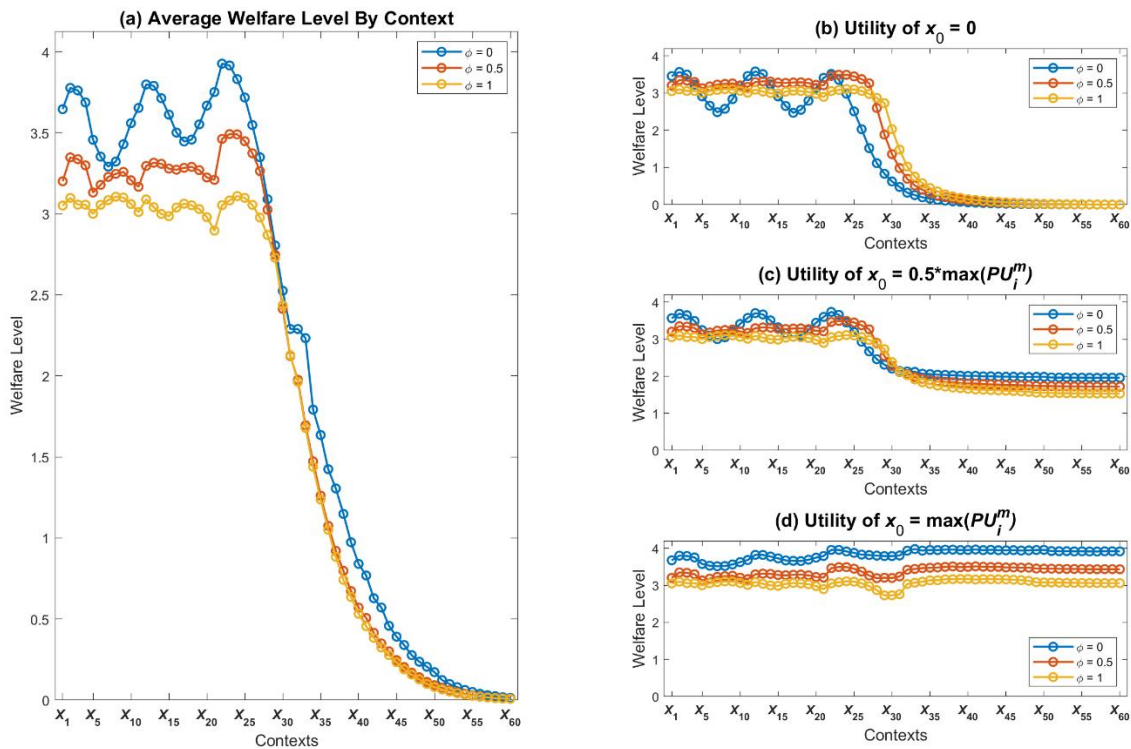 (a) Average Welfare Level By Context
4
3.5
3
2.5
2
1.5
1
0.5
0
Welfare Level
ϕ = 0
ϕ = 0.5
ϕ = 1
x₁ x₅ x₁₀ x₁₅ x₂₀ x₂₅ x₃₀ x₃₅ x₄₀ x₄₅ x₅₀ x₅₅ x₆₀
Contexts
(b) Utility of x₀ = 0
4
3
2
1
0
Welfare Level
ϕ = 0
ϕ = 0.5
ϕ = 1
x₁ x₅ x₁₀ x₁₅ x₂₀ x₂₅ x₃₀ x₃₅ x₄₀ x₄₅ x₅₀ x₅₅ x₆₀
Contexts
(c) Utility of x₀ = 0.5*max(PUᵢᵐ)
4
3
2
1
0
Welfare Level
ϕ = 0
ϕ = 0.5
ϕ = 1
x₁ x₅ x₁₀ x₁₅ x₂₀ x₂₅ x₃₀ x₃₅ x₄₀ x₄₅ x₅₀ x₅₅ x₆₀
Contexts
(d) Utility of x₀ = max(PUᵢᵐ)
4
3
2
1
0
Welfare Level
ϕ = 0
ϕ = 0.5
ϕ = 1
x₁ x₅ x₁₀ x₁₅ x₂₀ x₂₅ x₃₀ x₃₅ x₄₀ x₄₅ x₅₀ x₅₅ x₆₀
Contexts